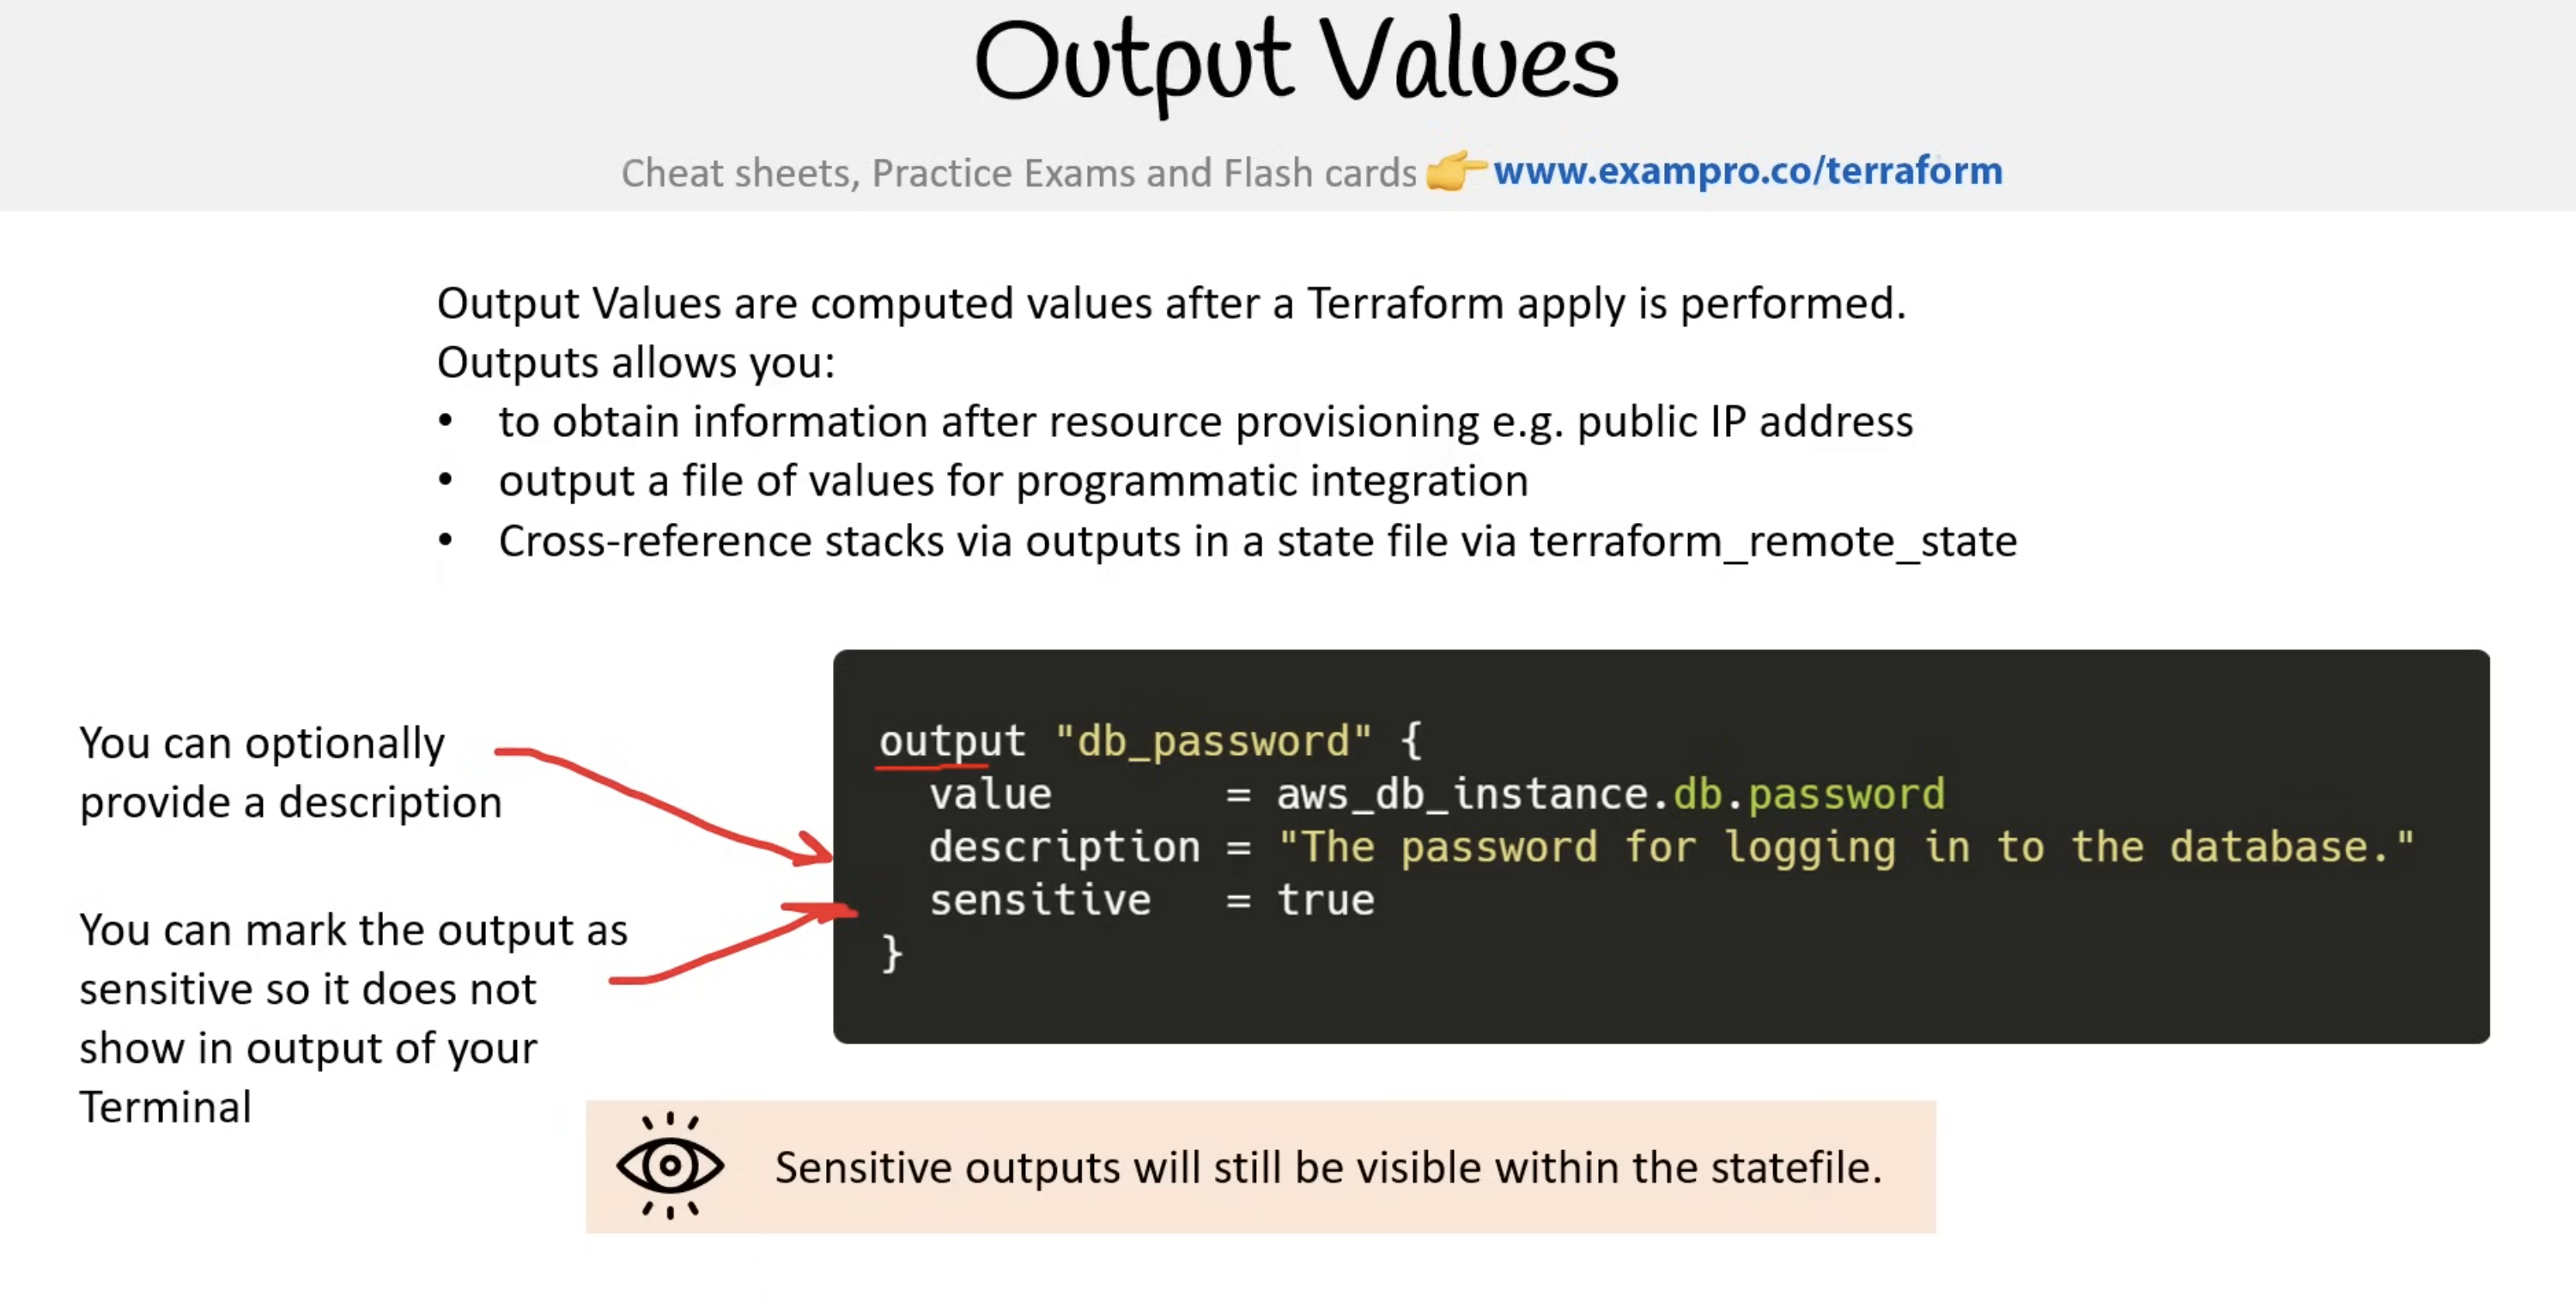 Output Values
Cheat sheets, Practice Exams and Flash cards 👉 www.exampro.co/terraform
Output Values are computed values after a Terraform apply is performed.
Outputs allows you:
• to obtain information after resource provisioning e.g. public IP address
• output a file of values for programmatic integration
• Cross-reference stacks via outputs in a state file via terraform_remote_state
You can optionally
provide a description
You can mark the output as
sensitive so it does not
show in output of your
Terminal
output "db_password" {
  value       = aws_db_instance.db.password
  description = "The password for logging in to the database."
  sensitive   = true
}
Sensitive outputs will still be visible within the statefile.